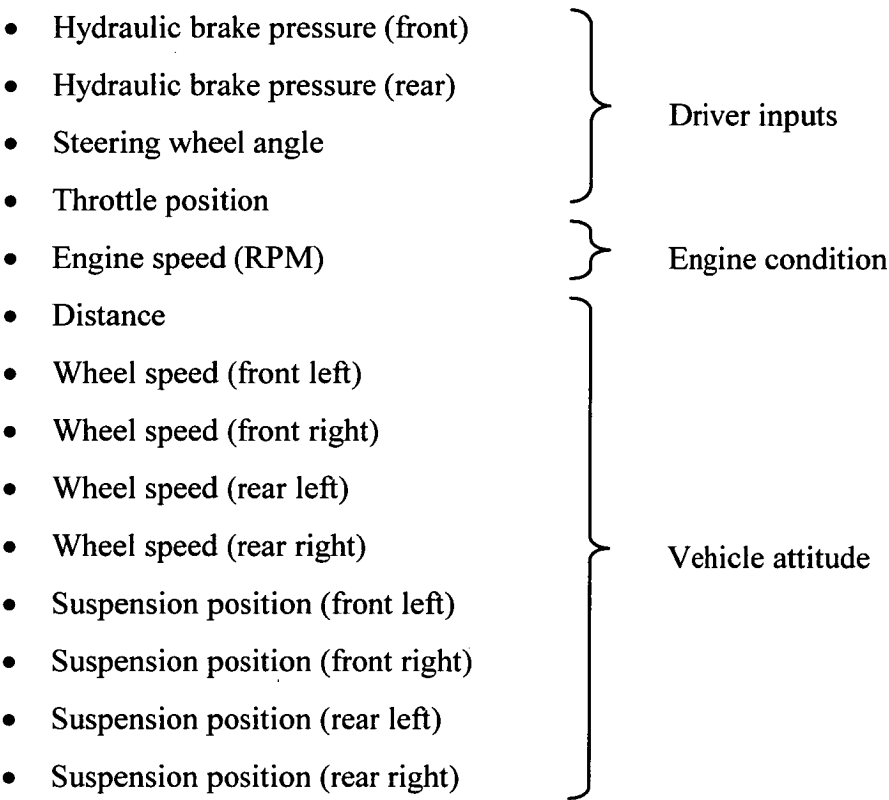 • Hydraulic brake pressure (front)
• Hydraulic brake pressure (rear)
Driver inputs
• Steering wheel angle
• Throttle position
• Engine speed (RPM)
Engine condition
• Distance
• Wheel speed (front left)
• Wheel speed (front right)
• Wheel speed (rear left)
• Wheel speed (rear right)
Vehicle attitude
• Suspension position (front left)
• Suspension position (front right)
• Suspension position (rear left)
• Suspension position (rear right)